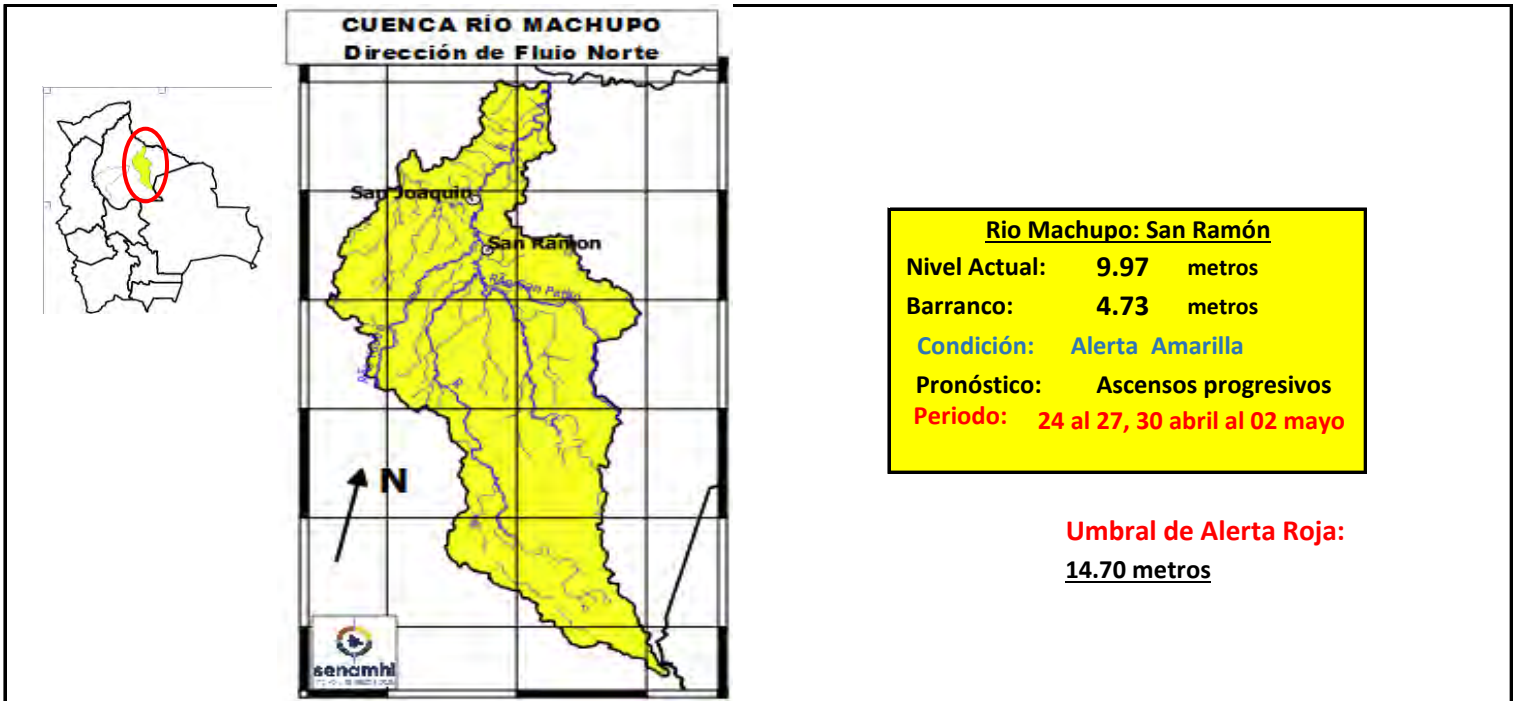 CUENCA RÍO MACHUPO
Dirección de Flujo Norte
San Joaquin
San Ramon
N
senamhi
Rio Machupo: San Ramón
Nivel Actual: 9.97 metros
Barranco: 4.73 metros
Condición: Alerta Amarilla
Pronóstico: Ascensos progresivos
Periodo: 24 al 27, 30 abril al 02 mayo
Umbral de Alerta Roja:
14.70 metros